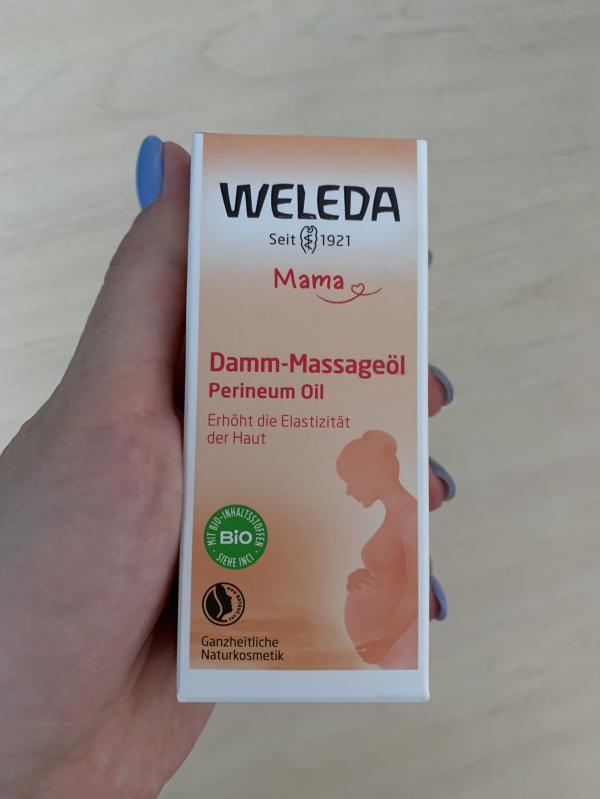 WELEDA
Seit 1921
Mama
Damm-Massageöl
Perineum Oil
Erhöht die Elastizität
der Haut
MIT BIO-INHALTSSTOFFEN
BIO
SIEHE INCI
Ganzheitliche
Naturkosmetik